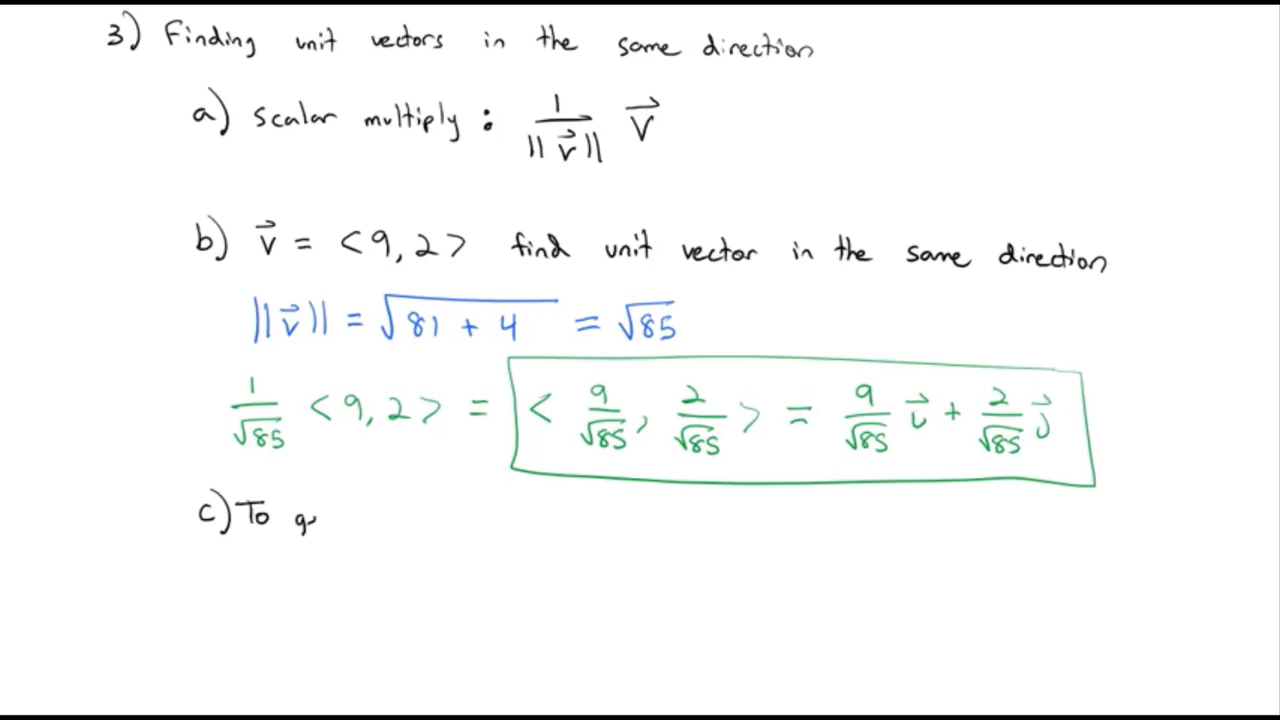 3) Finding unit vectors in the same direction
a) scalar multiply : 1/||v⃗|| v⃗
b) v⃗ = <9, 2> find unit vector in the same direction
||v⃗|| = √(81 + 4) = √85
1/√85 <9, 2> = < 9/√85, 2/√85 > = 9/√85 i⃗ + 2/√85 j⃗
c) To